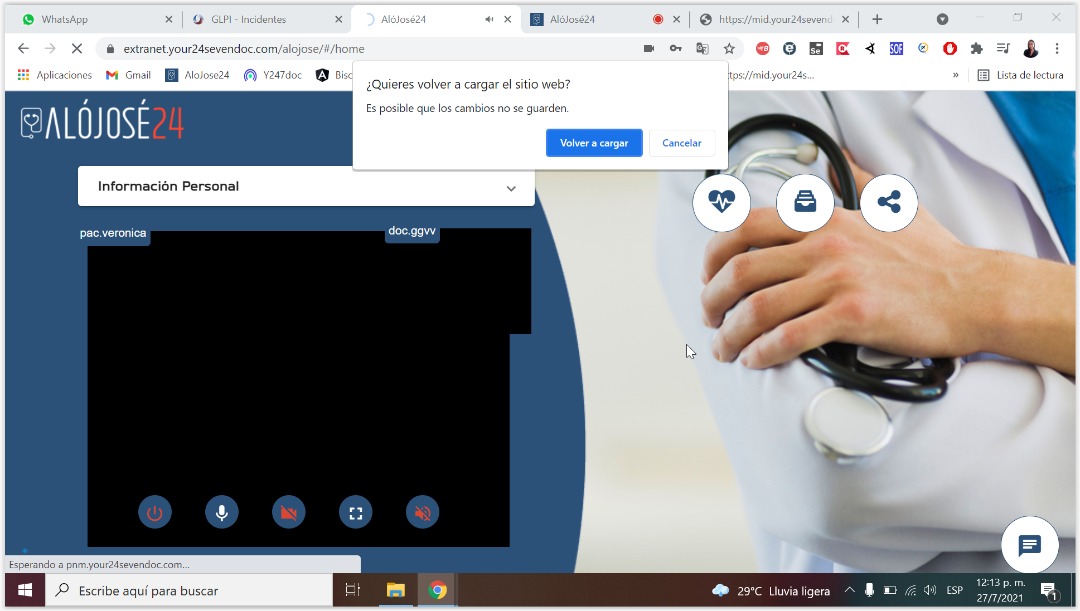 WhatsApp
GLPI - Incidentes
AlóJosé24
AlóJosé24
https://mid.your24sevend
extranet.your24sevendoc.com/alojose/#/home
Aplicaciones
Gmail
AloJose24
Y247doc
Bisc
ttps://mid.your24s...
»
Lista de lectura
¿Quieres volver a cargar el sitio web?
Es posible que los cambios no se guarden.
Volver a cargar
Cancelar
ALÓJOSÉ24
Información Personal
pac.veronica
doc.ggvv
Esperando a pnm.your24sevendoc.com...
Escribe aquí para buscar
29°C Lluvia ligera
ESP
12:13 p. m.
27/7/2021
1